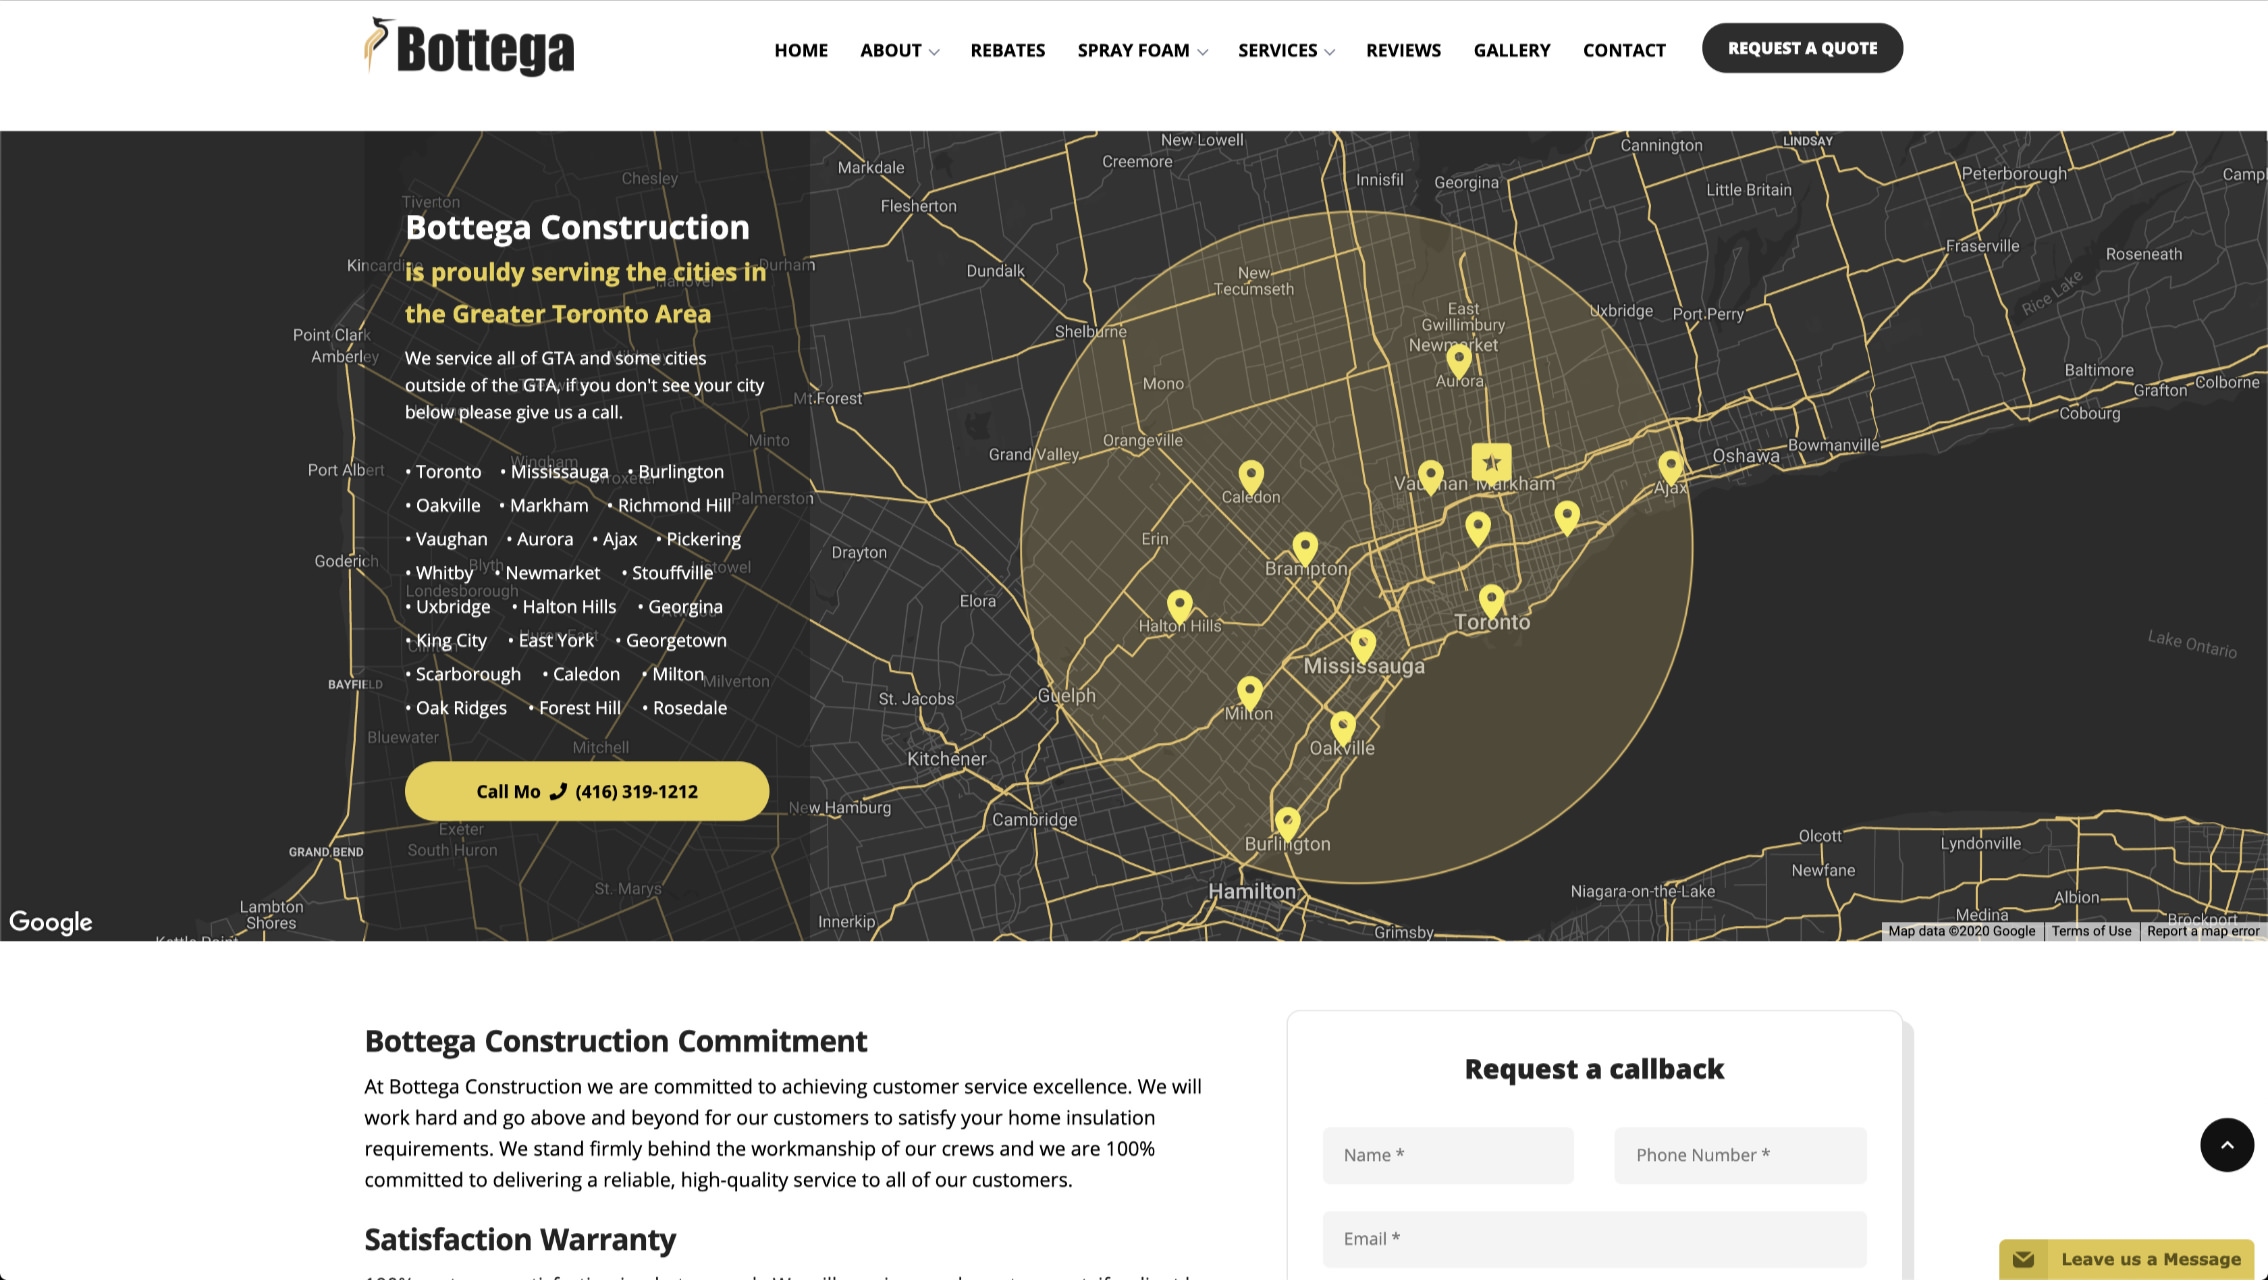 Bottega
HOME ABOUT REBATES SPRAY FOAM SERVICES REVIEWS GALLERY CONTACT REQUEST A QUOTE
Bottega Construction
is prouldy serving the cities in
the Greater Toronto Area
We service all of GTA and some cities
outside of the GTA, if you don't see your city
below please give us a call.
• Toronto • Mississauga • Burlington
• Oakville • Markham • Richmond Hill
• Vaughan • Aurora • Ajax • Pickering
• Whitby • Newmarket • Stouffville
• Uxbridge • Halton Hills • Georgina
• King City • East York • Georgetown
• Scarborough • Caledon • Milton
• Oak Ridges • Forest Hill • Rosedale
Call Mo (416) 319-1212
Tiverton
Chesley
Kincardine
Durham
Hanover
Point Clark
Amberley
Port Albert
Wingham
Wroxeter
Minto
Palmerston
Goderich
Blyth
Londesborough
Listowel
Huron East
Clinton
BAYFIELD
Milverton
Bluewater
Mitchell
Exeter
South Huron
GRAND BEND
St. Marys
Lambton
Shores
Kettle Point
Markdale
Flesherton
New Lowell
Creemore
Innisfil
Georgina
Cannington
LINDSAY
Little Britain
Peterborough
Fraserville
Roseneath
Rice Lake
Dundalk
New
Tecumseth
East
Gwillimbury
Newmarket
Aurora
Uxbridge
Port Perry
Shelburne
Mono
Mt Forest
Orangeville
Grand Valley
Baltimore
Grafton
Colborne
Cobourg
Bowmanville
Oshawa
Ajax
Caledon
Vaughan
Markham
Drayton
Erin
Brampton
Elora
Halton Hills
Toronto
Mississauga
Lake Ontario
St. Jacobs
Guelph
Milton
Oakville
Kitchener
New Hamburg
Cambridge
Burlington
Hamilton
Innerkip
Grimsby
Niagara-on-the-Lake
Olcott
Newfane
Lyndonville
Albion
Medina
Brockport
Google
Map data ©2020 Google Terms of Use Report a map error
Bottega Construction Commitment
At Bottega Construction we are committed to achieving customer service excellence. We will
work hard and go above and beyond for our customers to satisfy your home insulation
requirements. We stand firmly behind the workmanship of our crews and we are 100%
committed to delivering a reliable, high-quality service to all of our customers.
Satisfaction Warranty
Request a callback
Name *
Phone Number *
Email *
Leave us a Message